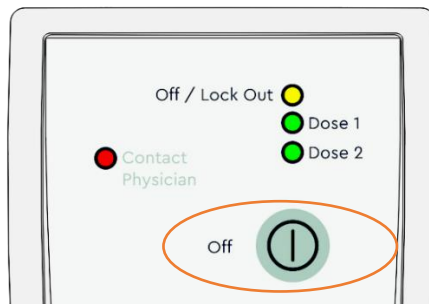 Off / Lock Out
Dose 1
Dose 2
Contact
Physician
Off